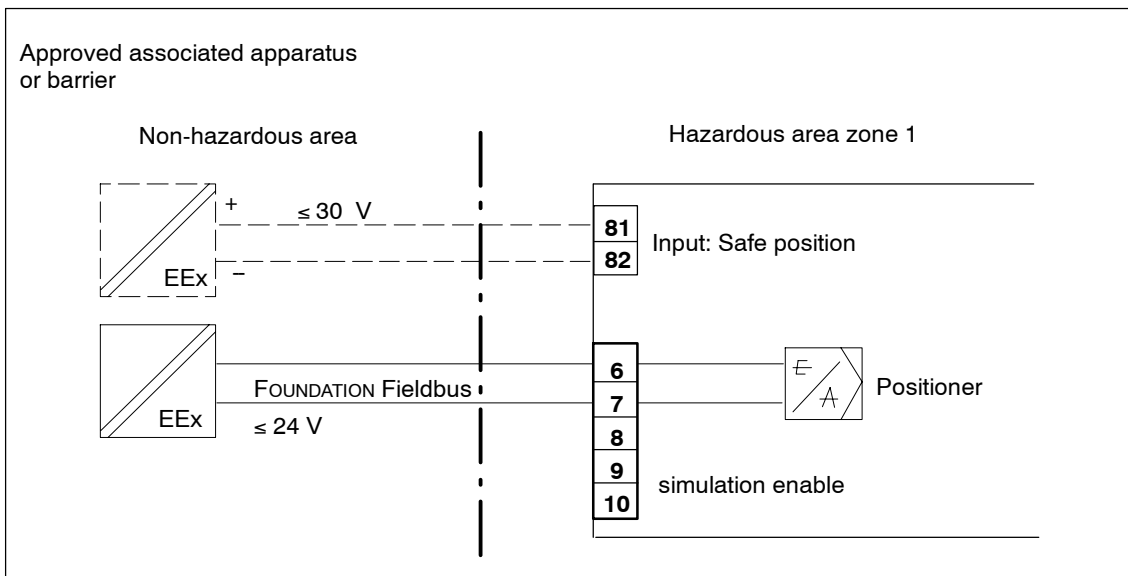 Approved associated apparatus
or barrier
Non-hazardous area
Hazardous area zone 1
+
≤ 30 V
81
Input: Safe position
82
EEx
−
6
E
FOUNDATION Fieldbus
Positioner
A
7
EEx
≤ 24 V
8
9
simulation enable
10